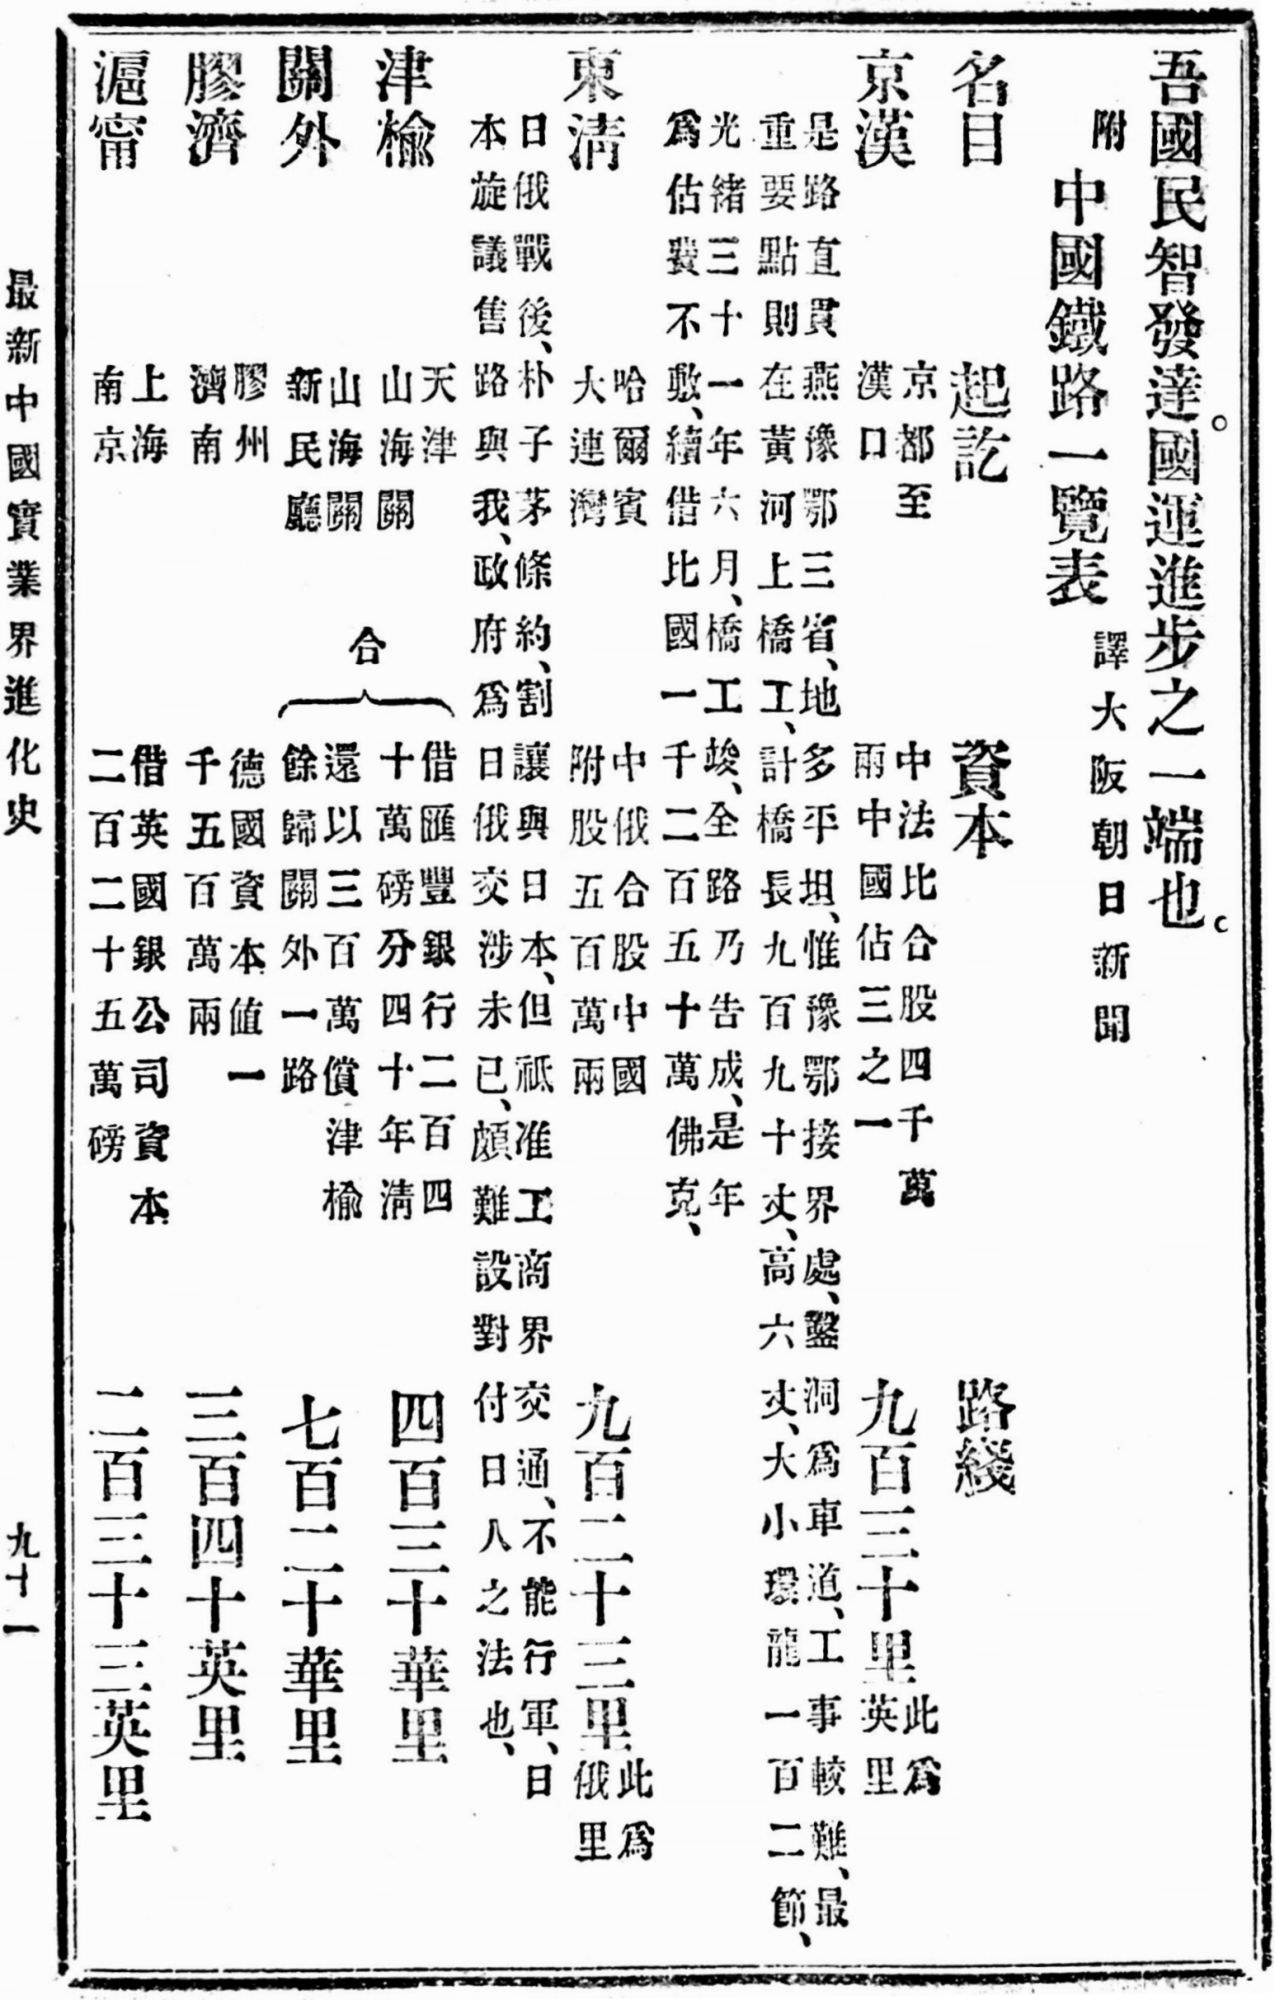 吾國民智發達。國運進步之一端也。
附　中國鐵路一覽表　譯大阪朝日新聞
名目　起訖　資本　路綫
京漢　京都至漢口　中法比合股四千萬兩中國佔三之一　九百三十里此爲英里
是路直貫燕豫鄂三省、地多平坦、惟豫鄂接界處、鑿洞爲車道、工事較難、最
重要點則在黃河上橋工、計橋長九百九十丈、高六丈、大小環龍一百二節、
光緒三十一年六月、橋工竣、全路乃告成、是年
爲估費不敷、續借比國一千二百五十萬佛克、
東淸　哈爾賓大連灣　中俄合股中國附股五百萬兩　九百二十三里此爲俄里
日俄戰後、朴子茅條約、割讓與日本、但祗准工商界交通、不能行軍、日
本旋議售路與我、政府爲日俄交涉未已、頗難設對付日人之法也、
津楡　天津山海關　合　借匯豐銀行二百四十萬磅分四十年淸　四百三十華里
關外　山海關新民廳　還以三百萬償津楡餘歸關外一路　七百二十華里
膠濟　膠州濟南　德國資本値一千五百萬兩　三百四十英里
滬甯　上海南京　借英國銀公司資本二百二十五萬磅　二百三十三英里
最新中國實業界進化史　九十一